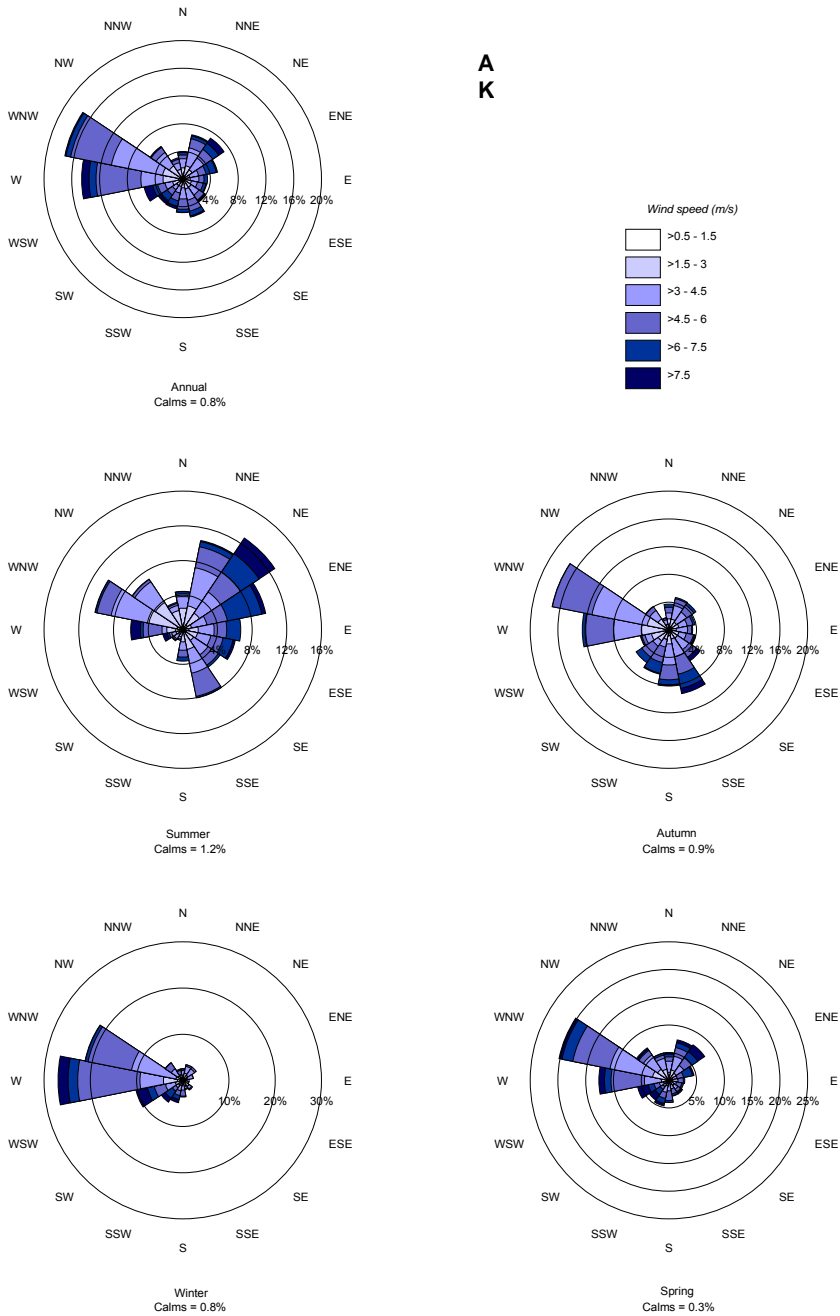 N
NNW NNE
NW NE
WNW ENE
W E
4% 8% 12% 16% 20%
WSW ESE
SW SE
SSW SSE
S
Annual
Calms = 0.8%
A
K
Wind speed (m/s)
>0.5 - 1.5
>1.5 - 3
>3 - 4.5
>4.5 - 6
>6 - 7.5
>7.5
N
NNW NNE
NW NE
WNW ENE
W E
4% 8% 12% 16%
WSW ESE
SW SE
SSW SSE
S
Summer
Calms = 1.2%
N
NNW NNE
NW NE
WNW ENE
W E
4% 8% 12% 16% 20%
WSW ESE
SW SE
SSW SSE
S
Autumn
Calms = 0.9%
N
NNW NNE
NW NE
WNW ENE
W E
10% 20% 30%
WSW ESE
SW SE
SSW SSE
S
Winter
Calms = 0.8%
N
NNW NNE
NW NE
WNW ENE
W E
5% 10% 15% 20% 25%
WSW ESE
SW SE
SSW SSE
S
Spring
Calms = 0.3%